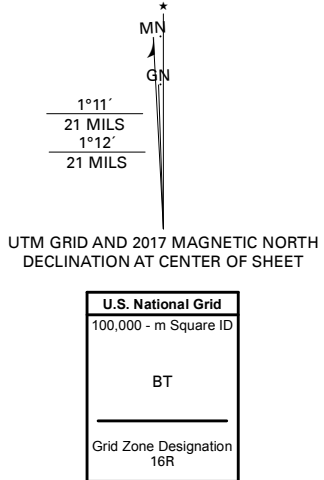 MN
GN
1°11´
21 MILS
1°12´
21 MILS
UTM GRID AND 2017 MAGNETIC NORTH
DECLINATION AT CENTER OF SHEET
U.S. National Grid
100,000 - m Square ID
BT
Grid Zone Designation
16R